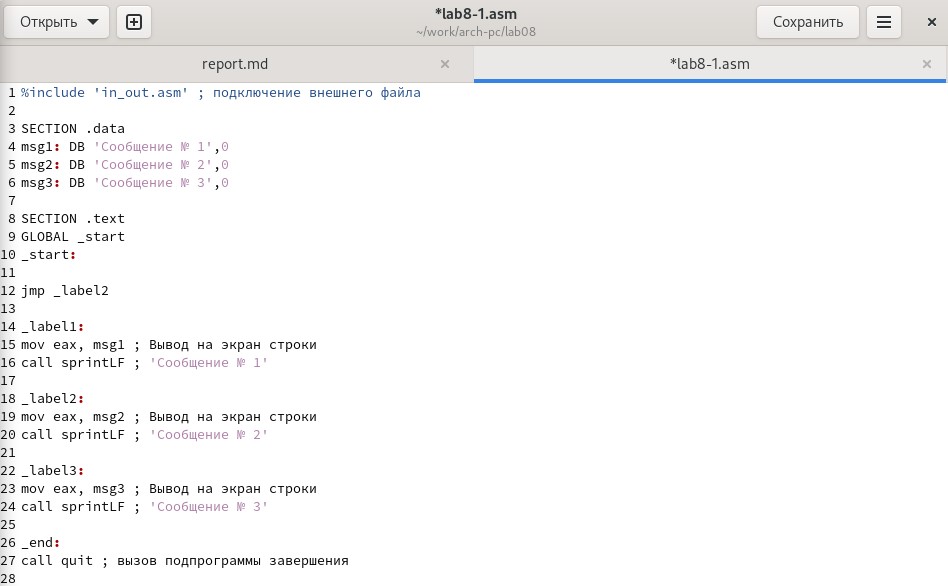 Открыть
*lab8-1.asm
~/work/arch-pc/lab08
Сохранить
report.md
*lab8-1.asm
1 %include 'in_out.asm' ; подключение внешнего файла
2
3 SECTION .data
4 msg1: DB 'Сообщение № 1',0
5 msg2: DB 'Сообщение № 2',0
6 msg3: DB 'Сообщение № 3',0
7
8 SECTION .text
9 GLOBAL _start
10 _start:
11
12 jmp _label2
13
14 _label1:
15 mov eax, msg1 ; Вывод на экран строки
16 call sprintLF ; 'Сообщение № 1'
17
18 _label2:
19 mov eax, msg2 ; Вывод на экран строки
20 call sprintLF ; 'Сообщение № 2'
21
22 _label3:
23 mov eax, msg3 ; Вывод на экран строки
24 call sprintLF ; 'Сообщение № 3'
25
26 _end:
27 call quit ; вызов подпрограммы завершения
28